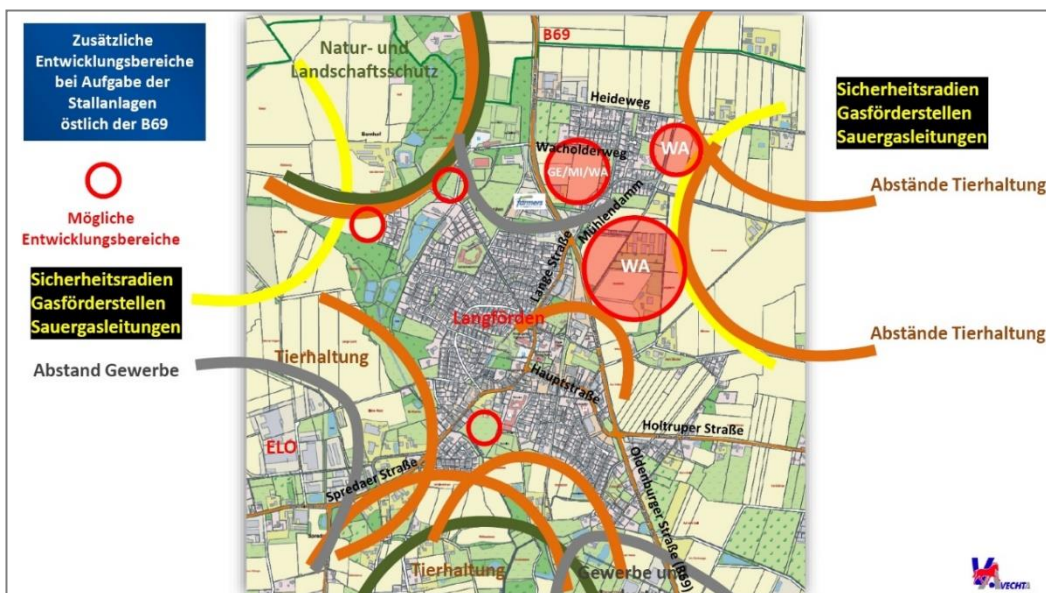 Zusätzliche
Entwicklungsbereiche
bei Aufgabe der
Stallanlagen
östlich der B69
Mögliche
Entwicklungsbereiche
Sicherheitsradien
Gasförderstellen
Sauergasleitungen
Abstand Gewerbe
Natur- und
Landschaftsschutz
B69
Heideweg
Wacholderweg
GE/MI/WA
WA
Mühlendamm
Lange Straße
WA
Langförden
Tierhaltung
Hauptstraße
Holtruper Straße
ELO
Spredaer Straße
Oldenburger Straße (B69)
Tierhaltung
Gewerbe und
Sicherheitsradien
Gasförderstellen
Sauergasleitungen
Abstände Tierhaltung
Abstände Tierhaltung
VECHTA